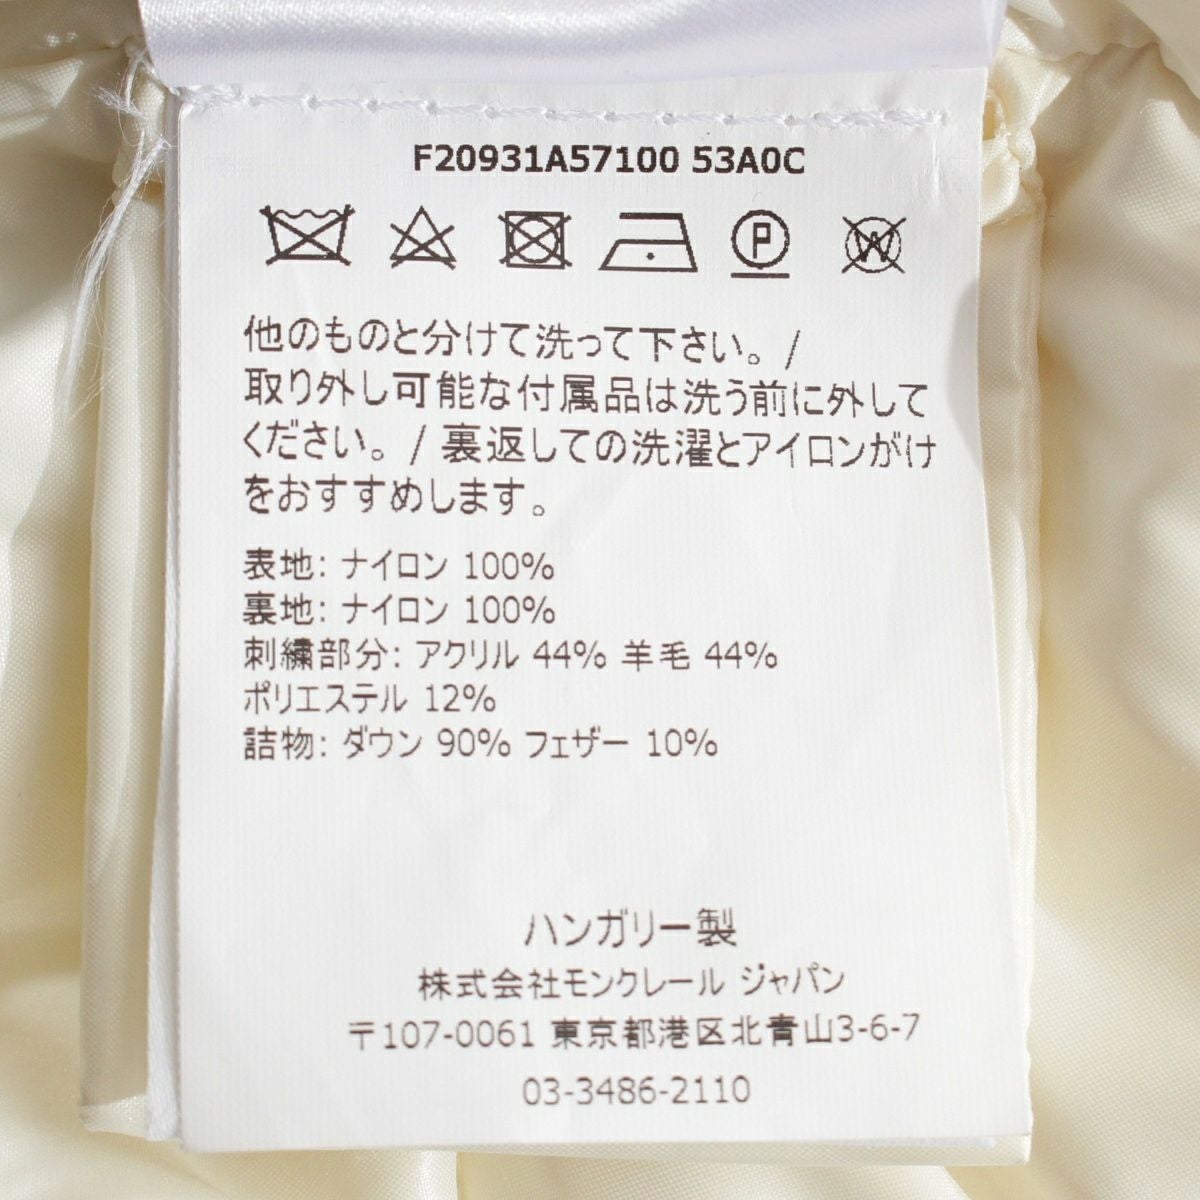 F20931A57100 53A0C
P
W
他のものと分けて洗って下さい。/
取り外し可能な付属品は洗う前に外して
ください。/ 裏返しての洗濯とアイロンがけ
をおすすめします。
表地: ナイロン 100%
裏地: ナイロン 100%
刺繍部分: アクリル 44% 羊毛 44%
ポリエステル 12%
詰物: ダウン 90% フェザー 10%
ハンガリー製
株式会社モンクレール ジャパン
〒107-0061 東京都港区北青山3-6-7
03-3486-2110